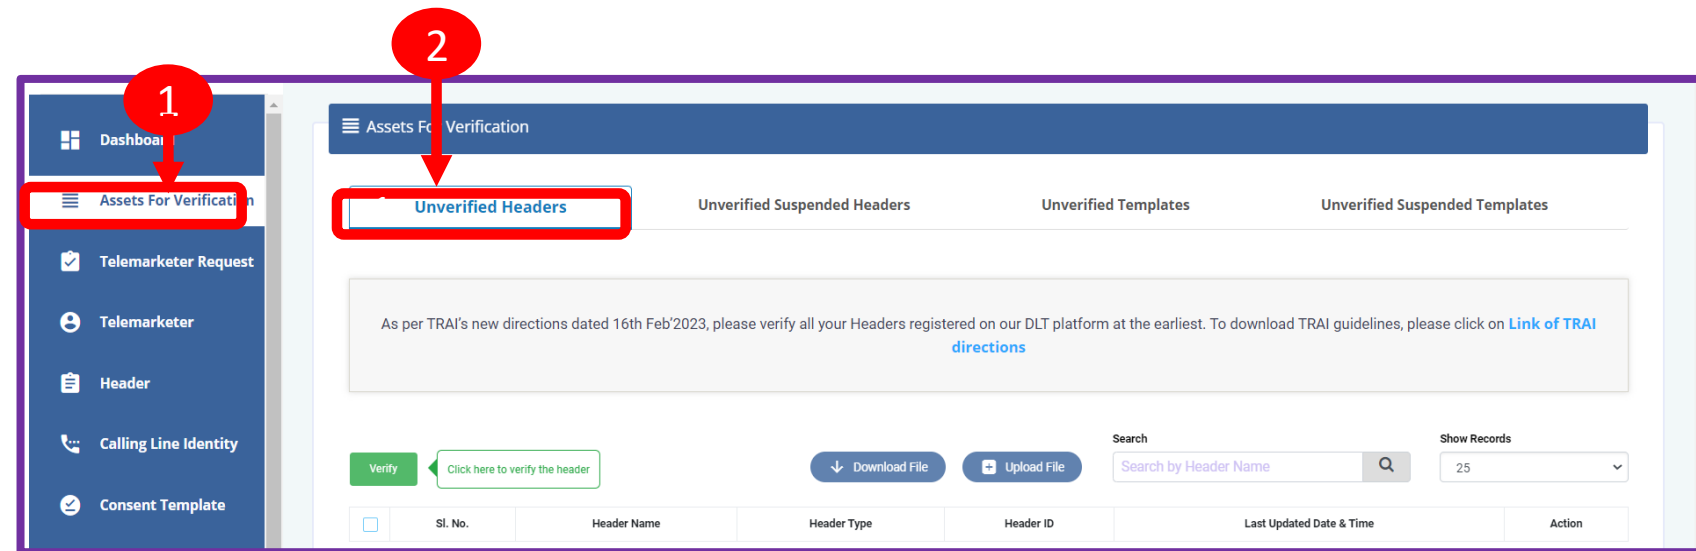 2
1
Dashboard
Assets For Verification
Telemarketer Request
Telemarketer
Header
Calling Line Identity
Consent Template
Assets For Verification
Unverified Headers
Unverified Suspended Headers
Unverified Templates
Unverified Suspended Templates
As per TRAI's new directions dated 16th Feb'2023, please verify all your Headers registered on our DLT platform at the earliest. To download TRAI guidelines, please click on Link of TRAI
directions
Verify
Click here to verify the header
Download File
Upload File
Search
Search by Header Name
Show Records
25
Sl. No.
Header Name
Header Type
Header ID
Last Updated Date & Time
Action